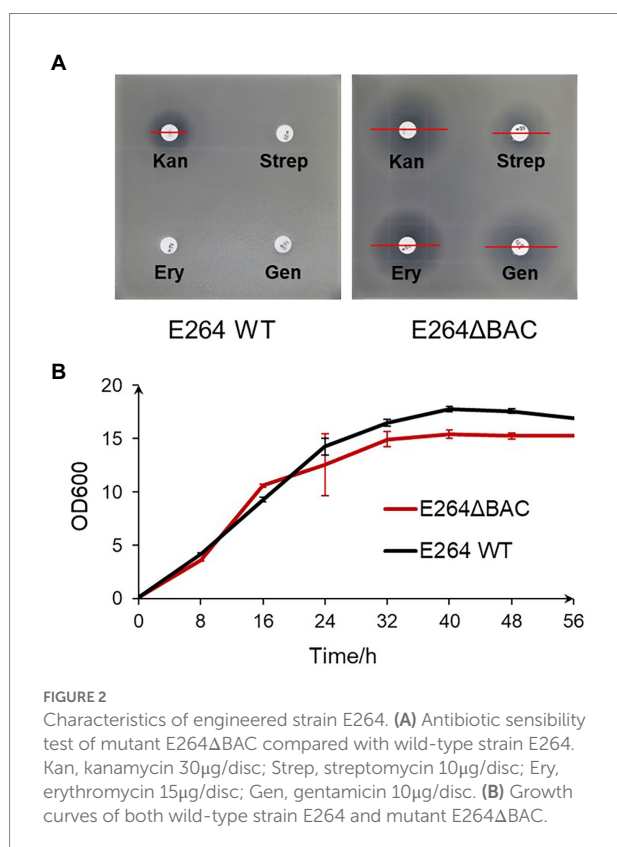 A
Kan Strep
Ery Gen
Kan Strep
Ery Gen
E264 WT E264ΔBAC
B
20
15
10
5
0
OD600
E264ΔBAC
E264 WT
0 8 16 24 32 40 48 56
Time/h
FIGURE 2
Characteristics of engineered strain E264. (A) Antibiotic sensibility
test of mutant E264ΔBAC compared with wild-type strain E264.
Kan, kanamycin 30μg/disc; Strep, streptomycin 10μg/disc; Ery,
erythromycin 15μg/disc; Gen, gentamicin 10μg/disc. (B) Growth
curves of both wild-type strain E264 and mutant E264ΔBAC.